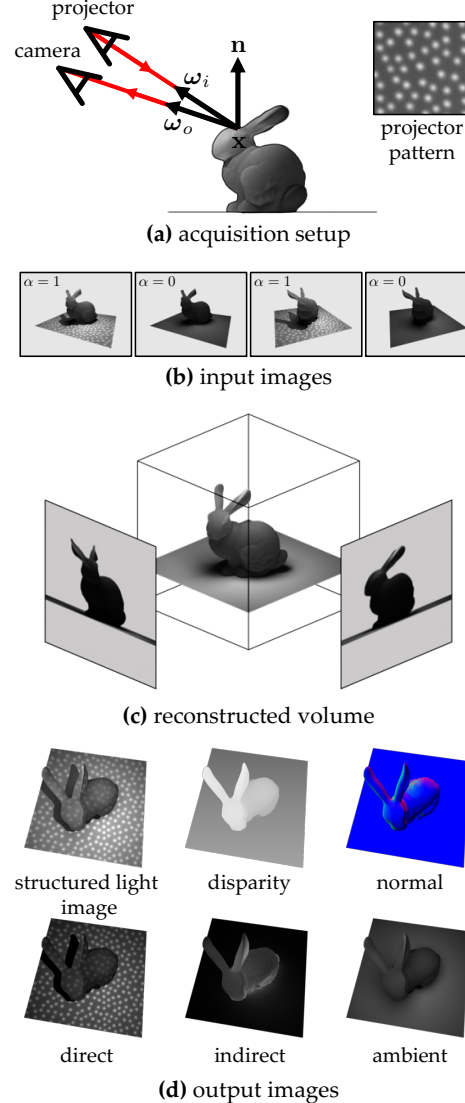 projector
camera
n
ω_i
ω_o
x
projector
pattern
(a) acquisition setup
α = 1
α = 0
α = 1
α = 0
(b) input images
(c) reconstructed volume
structured light
image
disparity
normal
direct
indirect
ambient
(d) output images